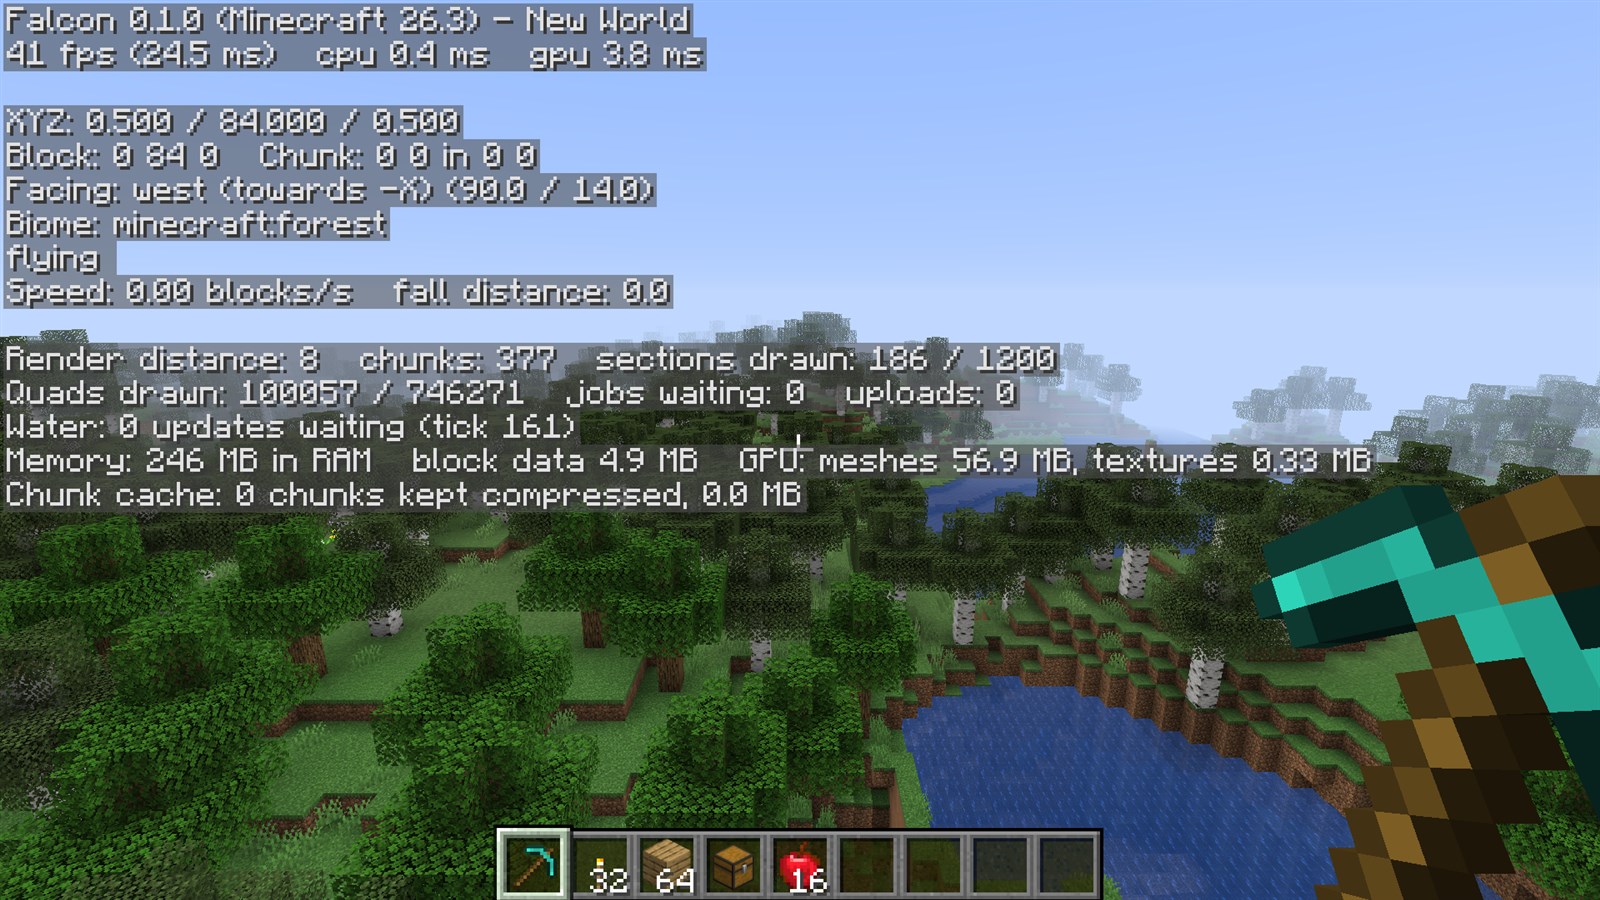 Falcon 0.1.0 (Minecraft 26.3) - New World
41 fps (24.5 ms) cpu 0.4 ms gpu 3.8 ms
XYZ: 0.500 / 84.000 / 0.500
Block: 0 84 0 Chunk: 0 0 in 0 0
Facing: west (towards -X) (90.0 / 14.0)
Biome: minecraft:forest
flying
Speed: 0.00 blocks/s fall distance: 0.0
Render distance: 8 chunks: 377 sections drawn: 186 / 1200
Quads drawn: 100057 / 746271 jobs waiting: 0 uploads: 0
Water: 0 updates waiting (tick 161)
Memory: 246 MB in RAM block data 4.9 MB GPU: meshes 56.9 MB, textures 0.33 MB
Chunk cache: 0 chunks kept compressed, 0.0 MB
32 64 16